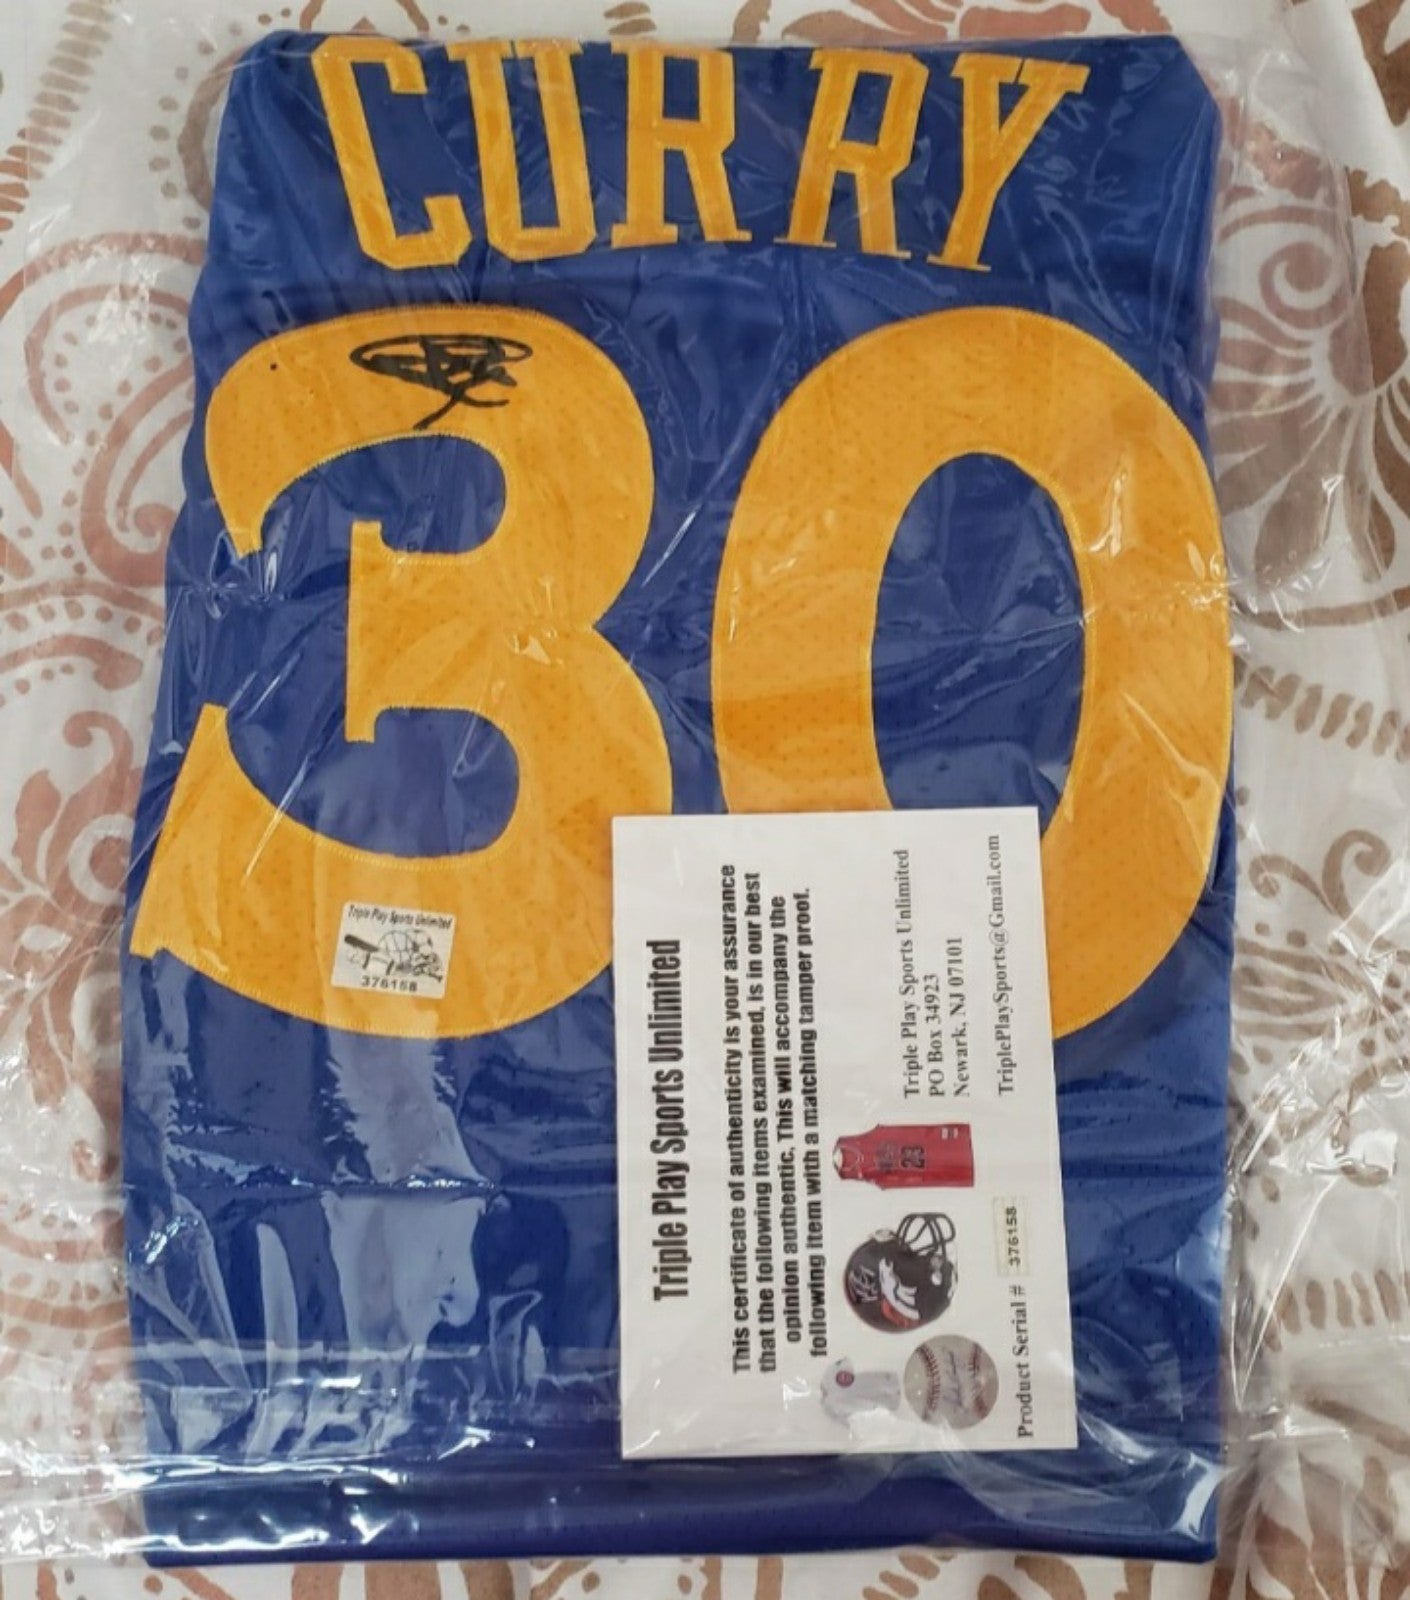 CURRY
30
Triple Play Sports Unlimited
376158
Triple Play Sports Unlimited
This certificate of authenticity is your assurance
that the following items examined, is in our best
opinion authentic. This will accompany the
following item with a matching tamper proof.
Triple Play Sports Unlimited
PO Box 34923
Newark, NJ 07101
TriplePlaySports@Gmail.com
23
Product Serial # 376158